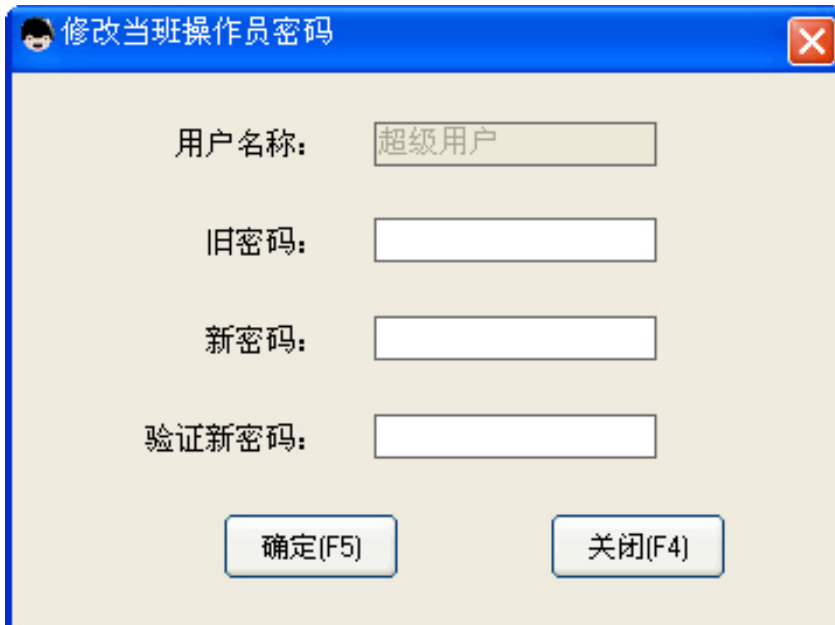 修改当班操作员密码
用户名称： 超级用户
旧密码：
新密码：
验证新密码：
确定(F5) 关闭(F4)